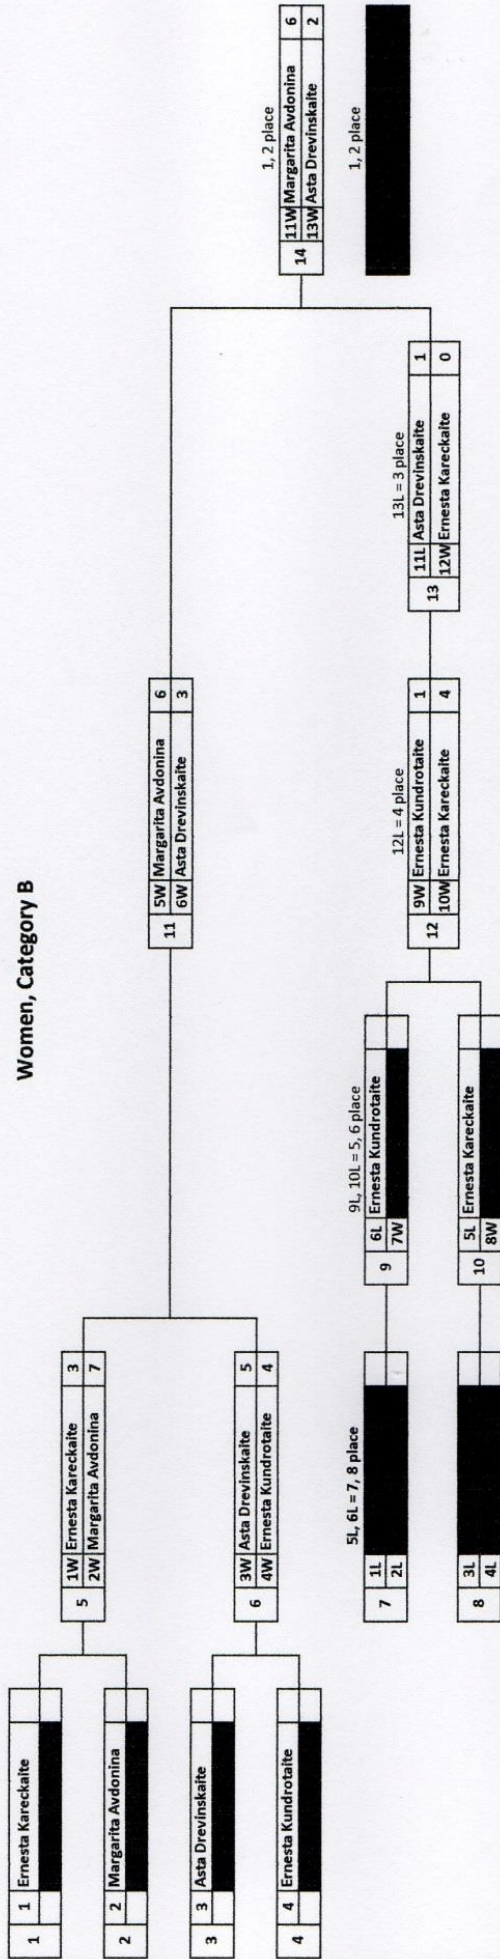 Women, Category B
1
1 Ernesta Kareckaite
2
2 Margarita Avdonina
3
3 Asta Drevinskaite
4
4 Ernesta Kundrotaite
5
1W Ernesta Kareckaite 3
2W Margarita Avdonina 7
6
3W Asta Drevinskaite 5
4W Ernesta Kundrotaite 4
5L, 6L = 7, 8 place
7
1L
2L
8
3L
4L
9L, 10L = 5, 6 place
9
6L Ernesta Kundrotaite
7W
10
5L Ernesta Kareckaite
8W
11
5W Margarita Avdonina 6
6W Asta Drevinskaite 3
12L = 4 place
12
9W Ernesta Kundrotaite 1
10W Ernesta Kareckaite 4
13L = 3 place
13
11L Asta Drevinskaite 1
12W Ernesta Kareckaite 0
1, 2 place
14
11W Margarita Avdonina 6
13W Asta Drevinskaite 2
1, 2 place